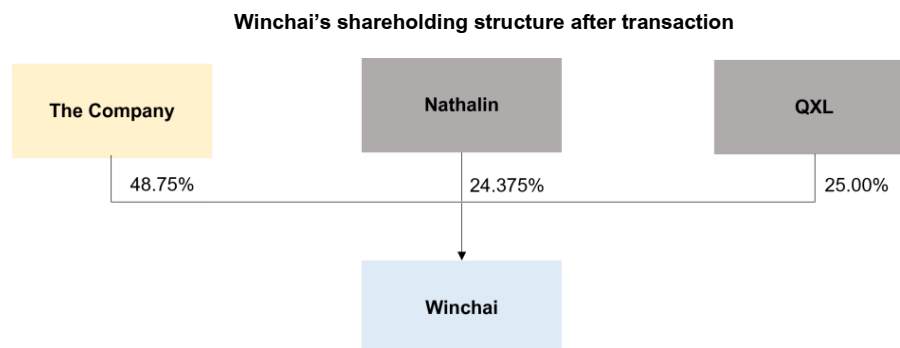 Winchai’s shareholding structure after transaction
The Company
Nathalin
QXL
48.75%
24.375%
25.00%
Winchai